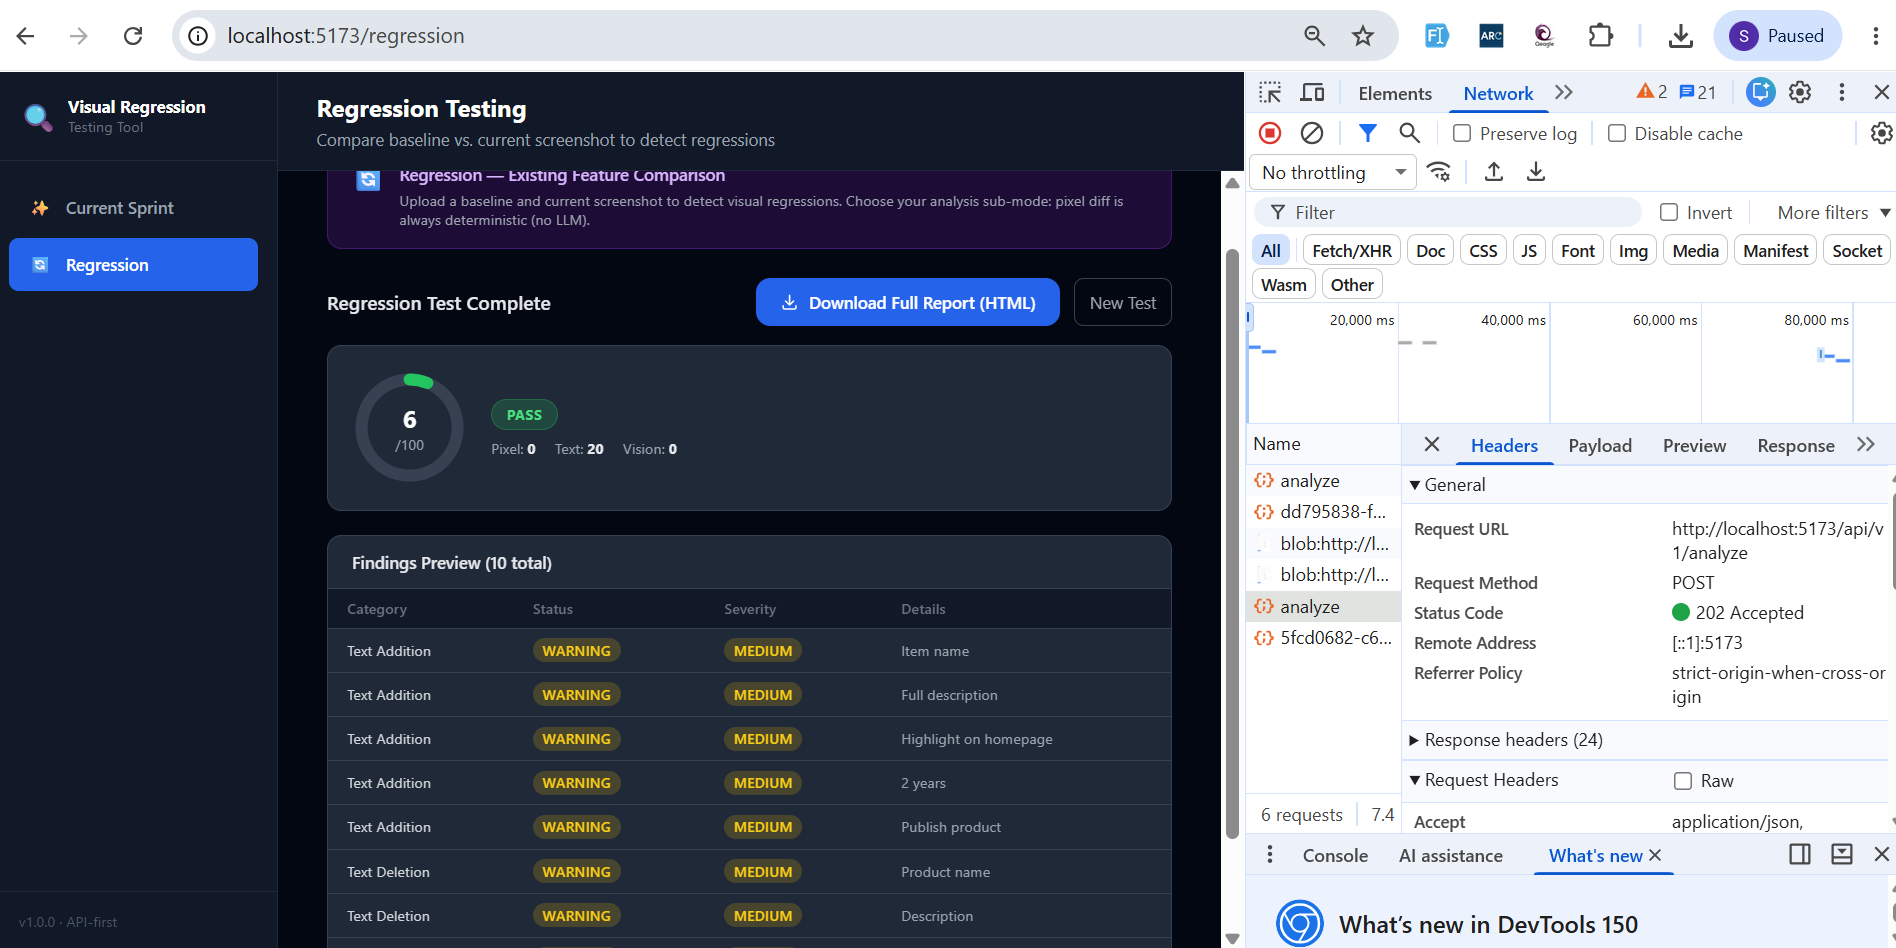 localhost:5173/regression
S
Paused
FI
ARC
Oeogle
Visual Regression
Testing Tool
Current Sprint
Regression
v1.0.0 · API-first
Regression Testing
Compare baseline vs. current screenshot to detect regressions
Regression — Existing Feature Comparison
Upload a baseline and current screenshot to detect visual regressions. Choose your analysis sub-mode: pixel diff is
always deterministic (no LLM).
Regression Test Complete
Download Full Report (HTML)
New Test
6
/100
PASS
Pixel: 0 Text: 20 Vision: 0
Findings Preview (10 total)
Category Status Severity Details
Text Addition WARNING MEDIUM Item name
Text Addition WARNING MEDIUM Full description
Text Addition WARNING MEDIUM Highlight on homepage
Text Addition WARNING MEDIUM 2 years
Text Addition WARNING MEDIUM Publish product
Text Deletion WARNING MEDIUM Product name
Text Deletion WARNING MEDIUM Description
Elements Network 2 21
Preserve log Disable cache
No throttling
Filter Invert More filters
All Fetch/XHR Doc CSS JS Font Img Media Manifest Socket
Wasm Other
20,000 ms 40,000 ms 60,000 ms 80,000 ms
Name
analyze
dd795838-f...
blob:http://l...
blob:http://l...
analyze
5fcd0682-c6...
6 requests 7.4
Headers Payload Preview Response
General
Request URL http://localhost:5173/api/v
1/analyze
Request Method POST
Status Code 202 Accepted
Remote Address [::1]:5173
Referrer Policy strict-origin-when-cross-or
igin
Response headers (24)
Request Headers Raw
Accept application/json,
Console AI assistance What's new
What's new in DevTools 150